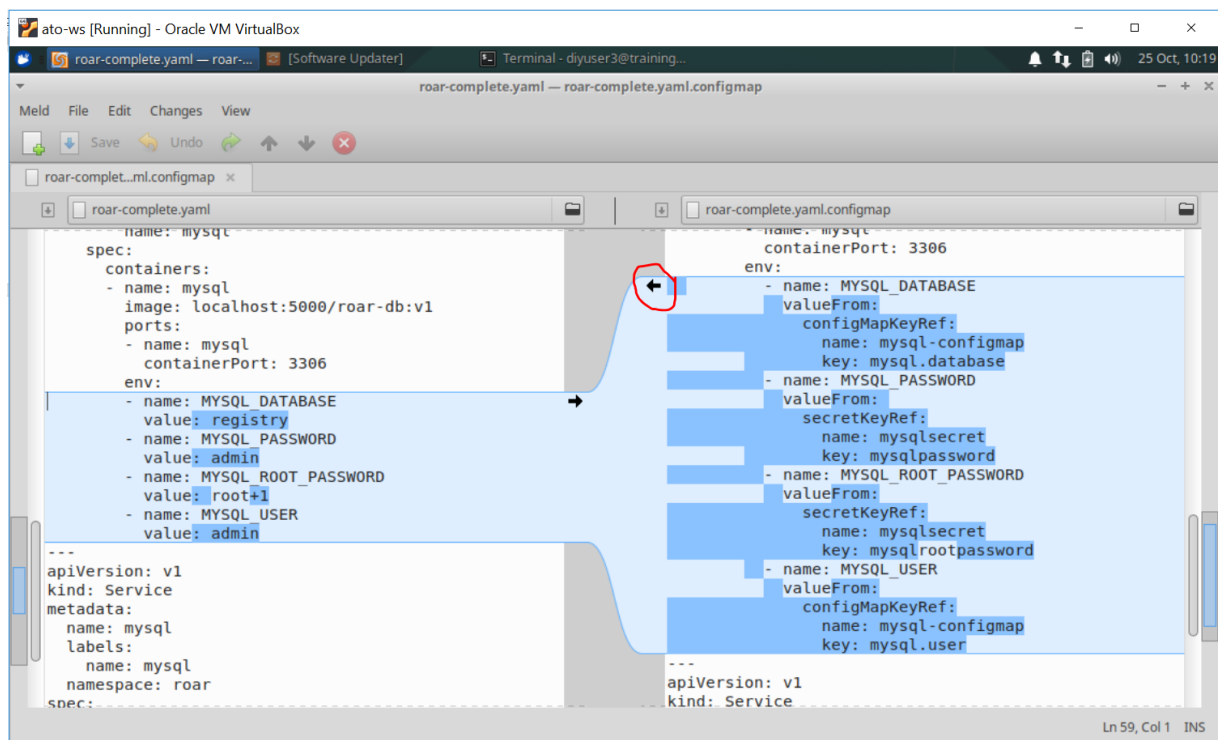 ato-ws [Running] - Oracle VM VirtualBox
roar-complete.yaml — roar-... [Software Updater] Terminal - diyuser3@training... 25 Oct, 10:19
roar-complete.yaml — roar-complete.yaml.configmap
Meld File Edit Changes View
Save Undo
roar-complet...ml.configmap ×
roar-complete.yaml
name: mysql
spec:
containers:
- name: mysql
image: localhost:5000/roar-db:v1
ports:
- name: mysql
containerPort: 3306
env:
- name: MYSQL_DATABASE
value: registry
- name: MYSQL_PASSWORD
value: admin
- name: MYSQL_ROOT_PASSWORD
value: root+1
- name: MYSQL_USER
value: admin
---
apiVersion: v1
kind: Service
metadata:
name: mysql
labels:
name: mysql
namespace: roar
spec:
roar-complete.yaml.configmap
- name: mysql
containerPort: 3306
env:
- name: MYSQL_DATABASE
valueFrom:
configMapKeyRef:
name: mysql-configmap
key: mysql.database
- name: MYSQL_PASSWORD
valueFrom:
secretKeyRef:
name: mysqlsecret
key: mysqlpassword
- name: MYSQL_ROOT_PASSWORD
valueFrom:
secretKeyRef:
name: mysqlsecret
key: mysqlrootpassword
- name: MYSQL_USER
valueFrom:
configMapKeyRef:
name: mysql-configmap
key: mysql.user
---
apiVersion: v1
kind: Service
Ln 59, Col 1 INS